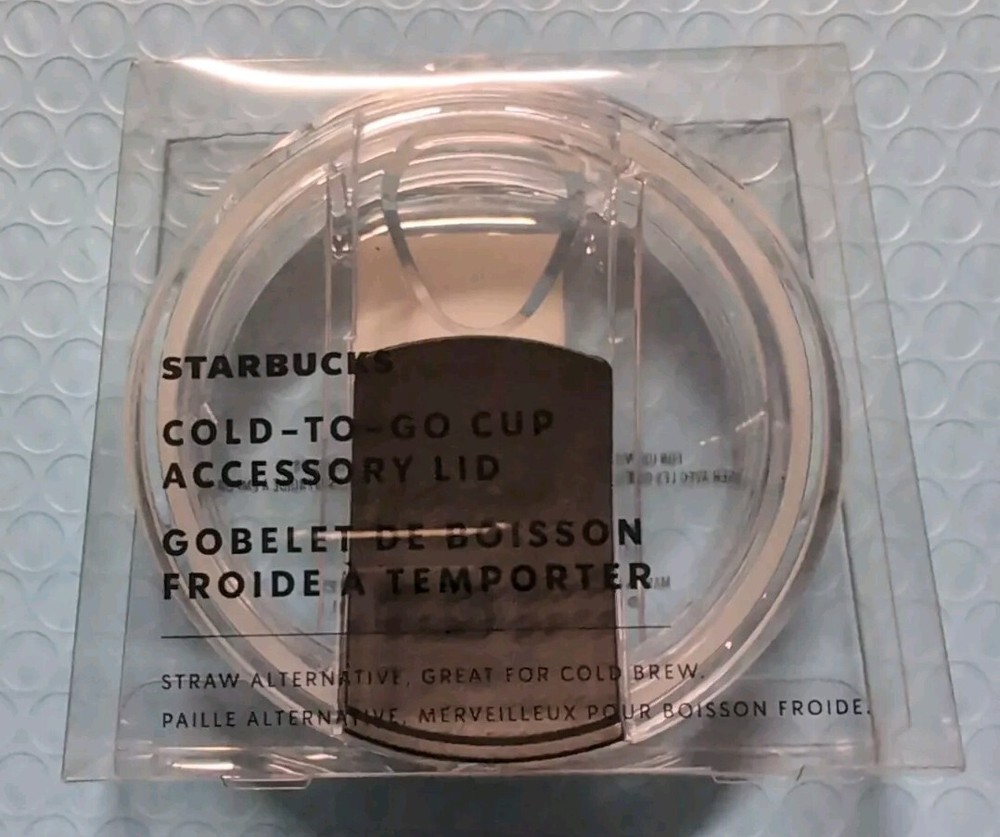 STARBUCKS
COLD-TO-GO CUP
ACCESSORY LID
GOBELET DE BOISSON
FROIDE À TEMPORTER
STRAW ALTERNATIVE. GREAT FOR COLD BREW.
PAILLE ALTERNATIVE. MERVEILLEUX POUR BOISSON FROIDE.